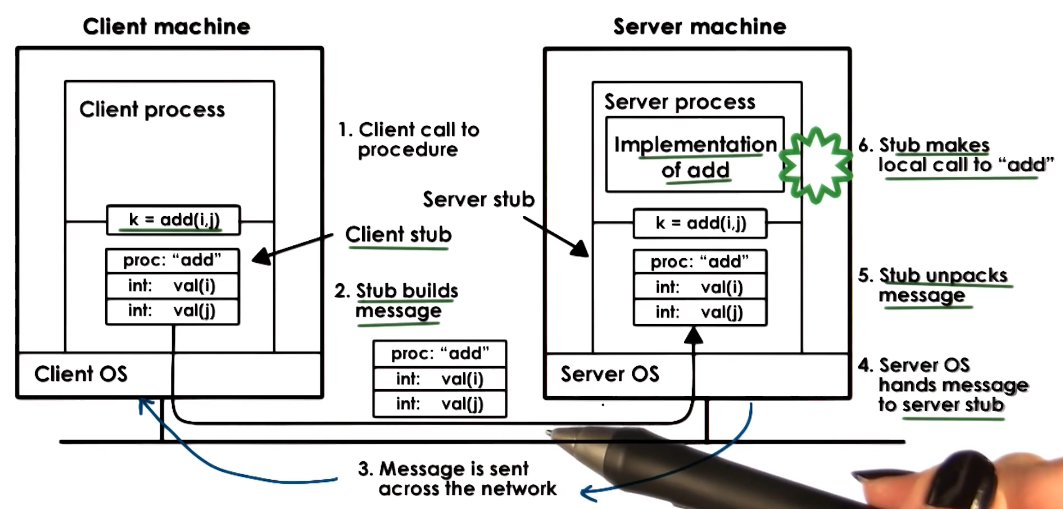 Client machine
Server machine
Client process
1. Client call to
procedure
k = add(i,j)
Client stub
proc: "add"
int: val(i)
int: val(j)
2. Stub builds
message
proc: "add"
int: val(i)
int: val(j)
Client OS
3. Message is sent
across the network
Server process
Implementation
of add
Server stub
k = add(i,j)
proc: "add"
int: val(i)
int: val(j)
Server OS
6. Stub makes
local call to "add"
5. Stub unpacks
message
4. Server OS
hands message
to server stub